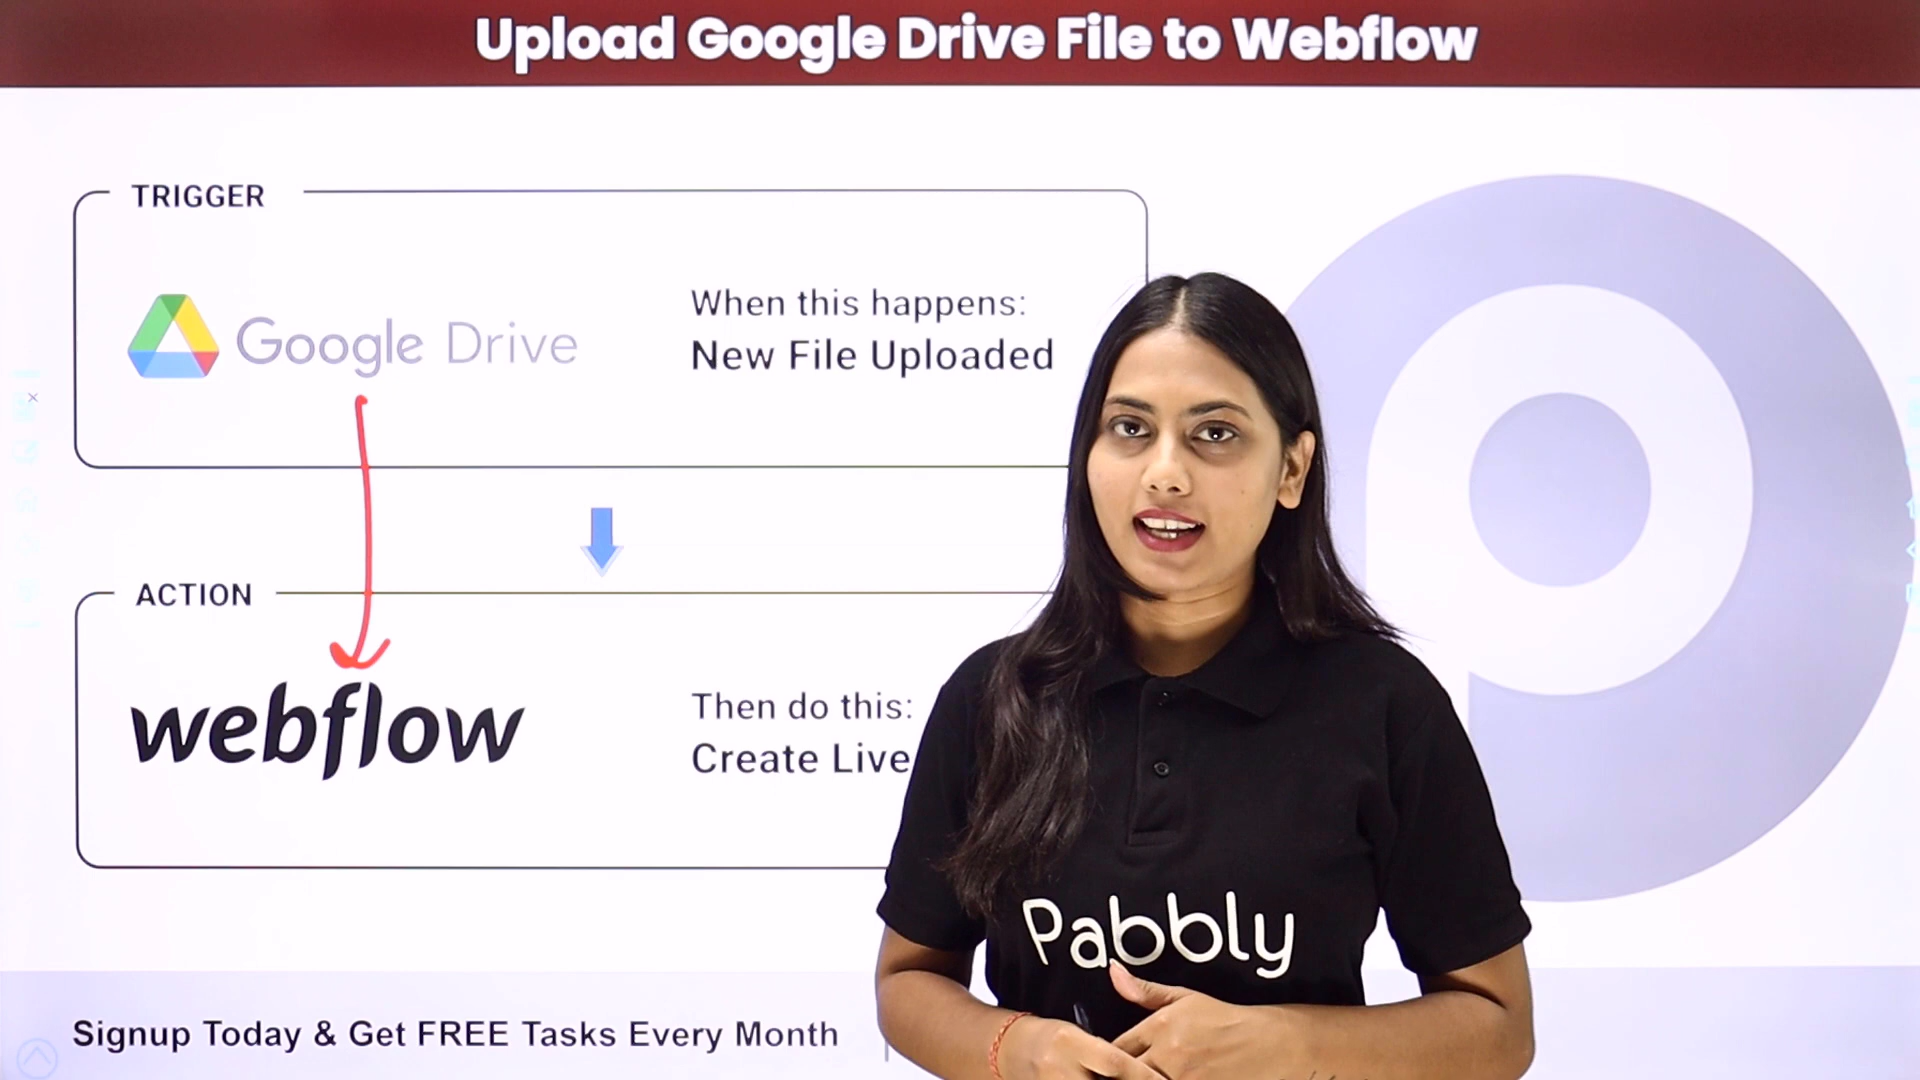 Upload Google Drive File to Webflow
TRIGGER
Google Drive
When this happens:
New File Uploaded
ACTION
webflow
Then do this:
Create Live
Pabbly
Signup Today & Get FREE Tasks Every Month